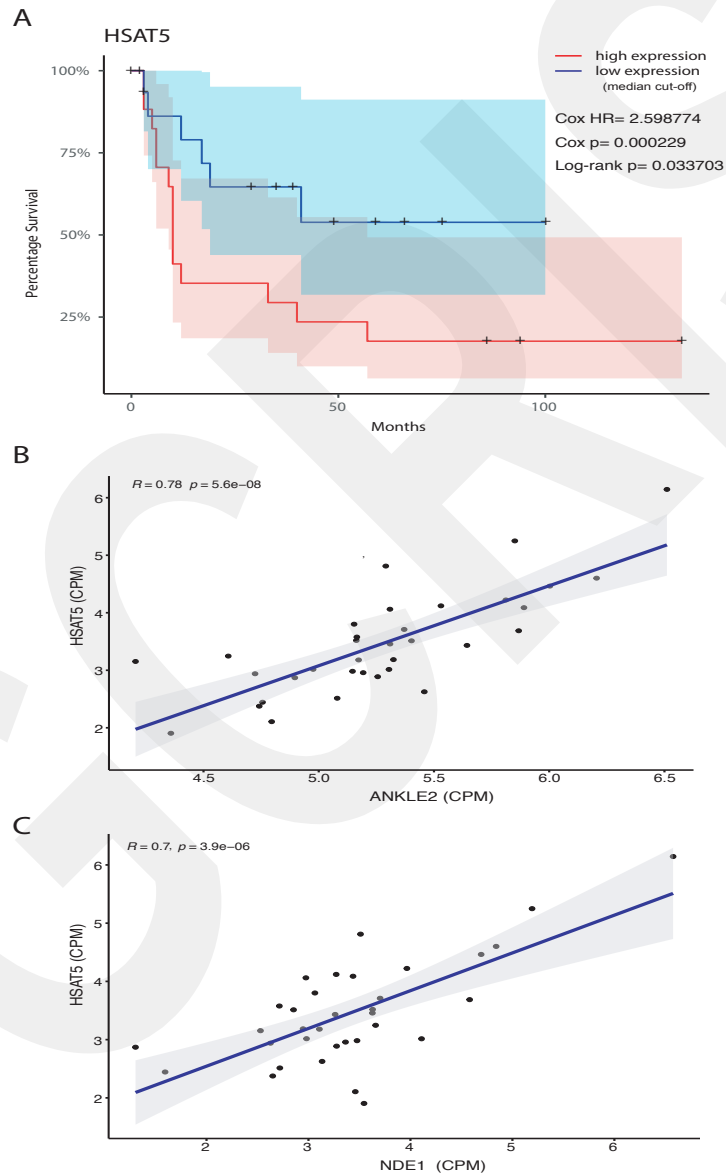 A
HSAT5
100%
75%
50%
25%
Percentage Survival
0
50
100
Months
high expression
low expression
(median cut-off)
Cox HR= 2.598774
Cox p= 0.000229
Log-rank p= 0.033703
B
R = 0.78 p = 5.6e−08
6
5
4
3
2
HSAT5 (CPM)
4.5
5.0
5.5
6.0
6.5
ANKLE2 (CPM)
C
R = 0.7, p = 3.9e−06
6
5
4
3
2
HSAT5 (CPM)
2
3
4
5
6
NDE1 (CPM)